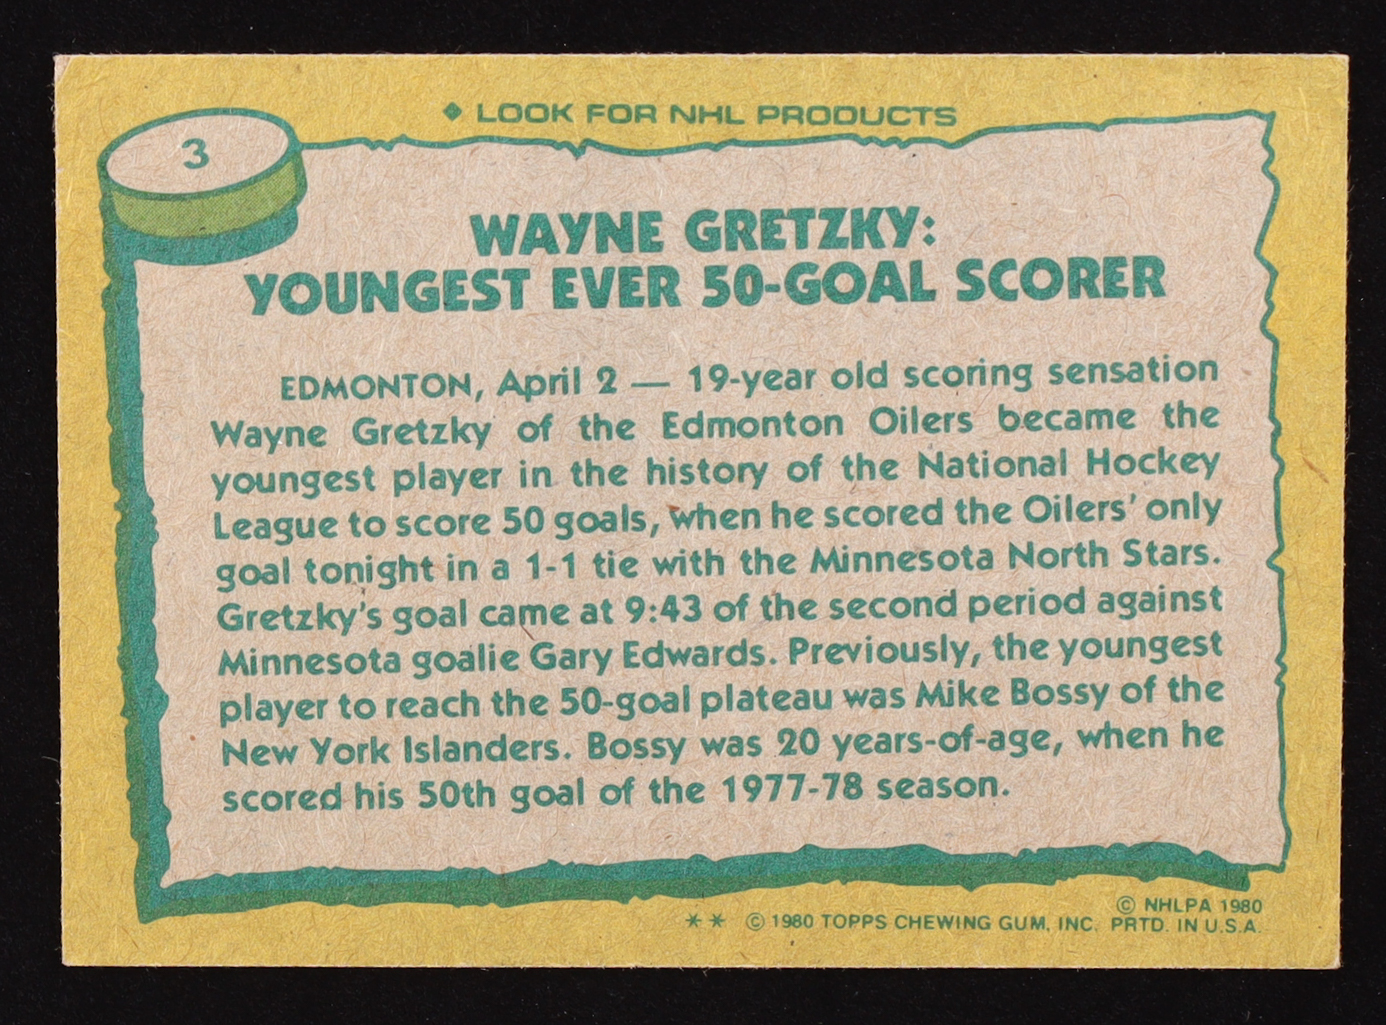 ◆ LOOK FOR NHL PRODUCTS
3
WAYNE GRETZKY:
YOUNGEST EVER 50-GOAL SCORER
EDMONTON, April 2 — 19-year old scoring sensation
Wayne Gretzky of the Edmonton Oilers became the
youngest player in the history of the National Hockey
League to score 50 goals, when he scored the Oilers' only
goal tonight in a 1-1 tie with the Minnesota North Stars.
Gretzky's goal came at 9:43 of the second period against
Minnesota goalie Gary Edwards. Previously, the youngest
player to reach the 50-goal plateau was Mike Bossy of the
New York Islanders. Bossy was 20 years-of-age, when he
scored his 50th goal of the 1977-78 season.
© NHLPA 1980
** © 1980 TOPPS CHEWING GUM, INC. PRTD. IN U.S.A.